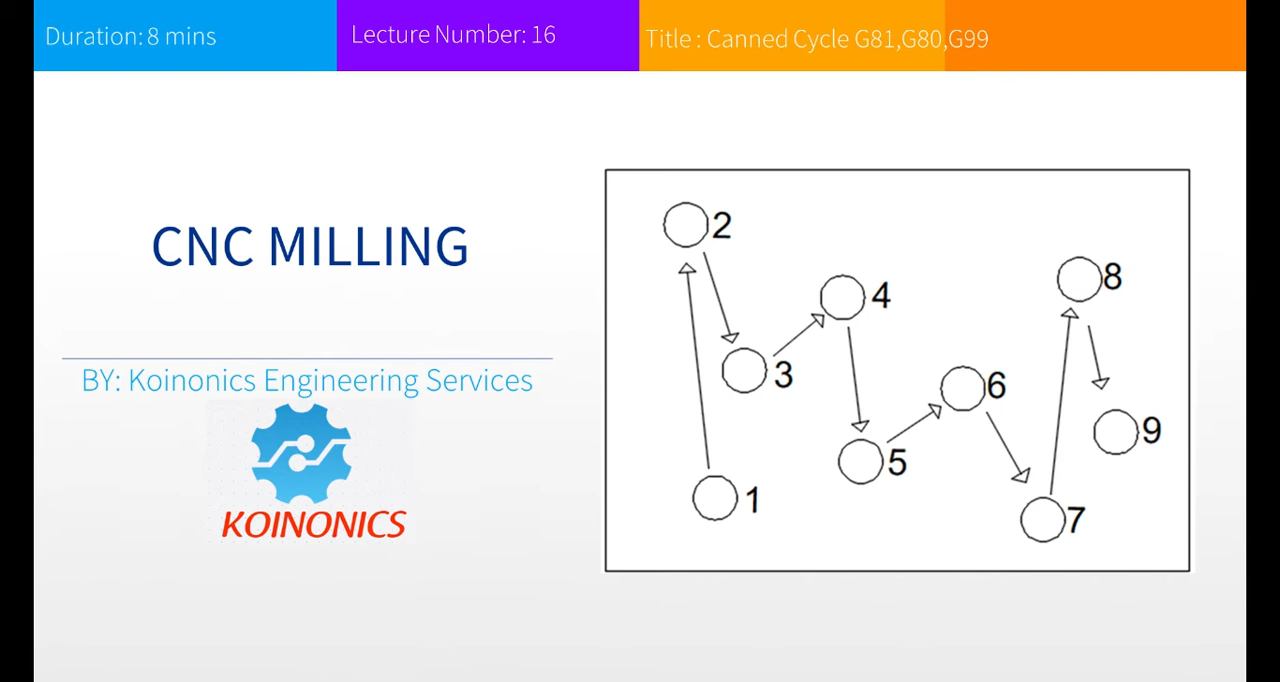 Duration: 8 mins
Lecture Number: 16
Title : Canned Cycle G81,G80,G99
CNC MILLING
BY: Koinonics Engineering Services
KOINONICS
2
8
4
3
6
9
5
1
7